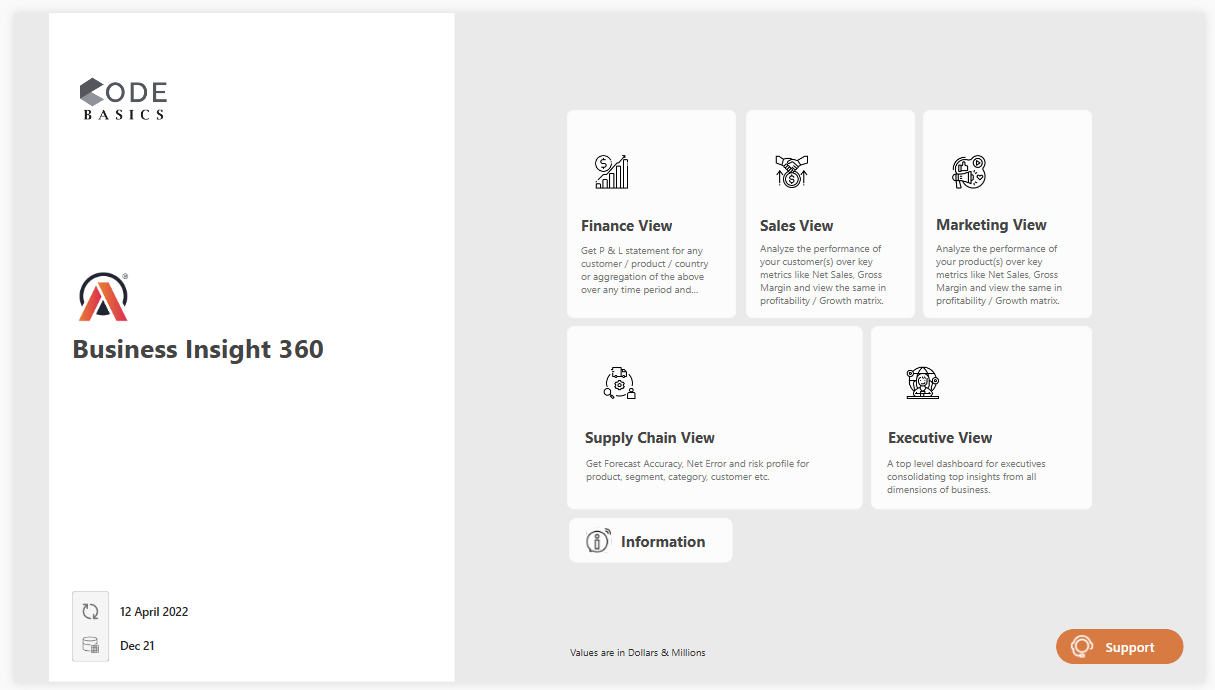 CODE
BASICS
®
Business Insight 360
12 April 2022
Dec 21
Finance View
Get P & L statement for any
customer / product / country
or aggregation of the above
over any time period and...
Sales View
Analyze the performance of
your customer(s) over key
metrics like Net Sales, Gross
Margin and view the same in
profitability / Growth matrix.
Marketing View
Analyze the performance of
your product(s) over key
metrics like Net Sales, Gross
Margin and view the same in
profitability / Growth matrix.
Supply Chain View
Get Forecast Accuracy, Net Error and risk profile for
product, segment, category, customer etc.
Executive View
A top level dashboard for executives
consolidating top insights from all
dimensions of business.
Information
Values are in Dollars & Millions
Support